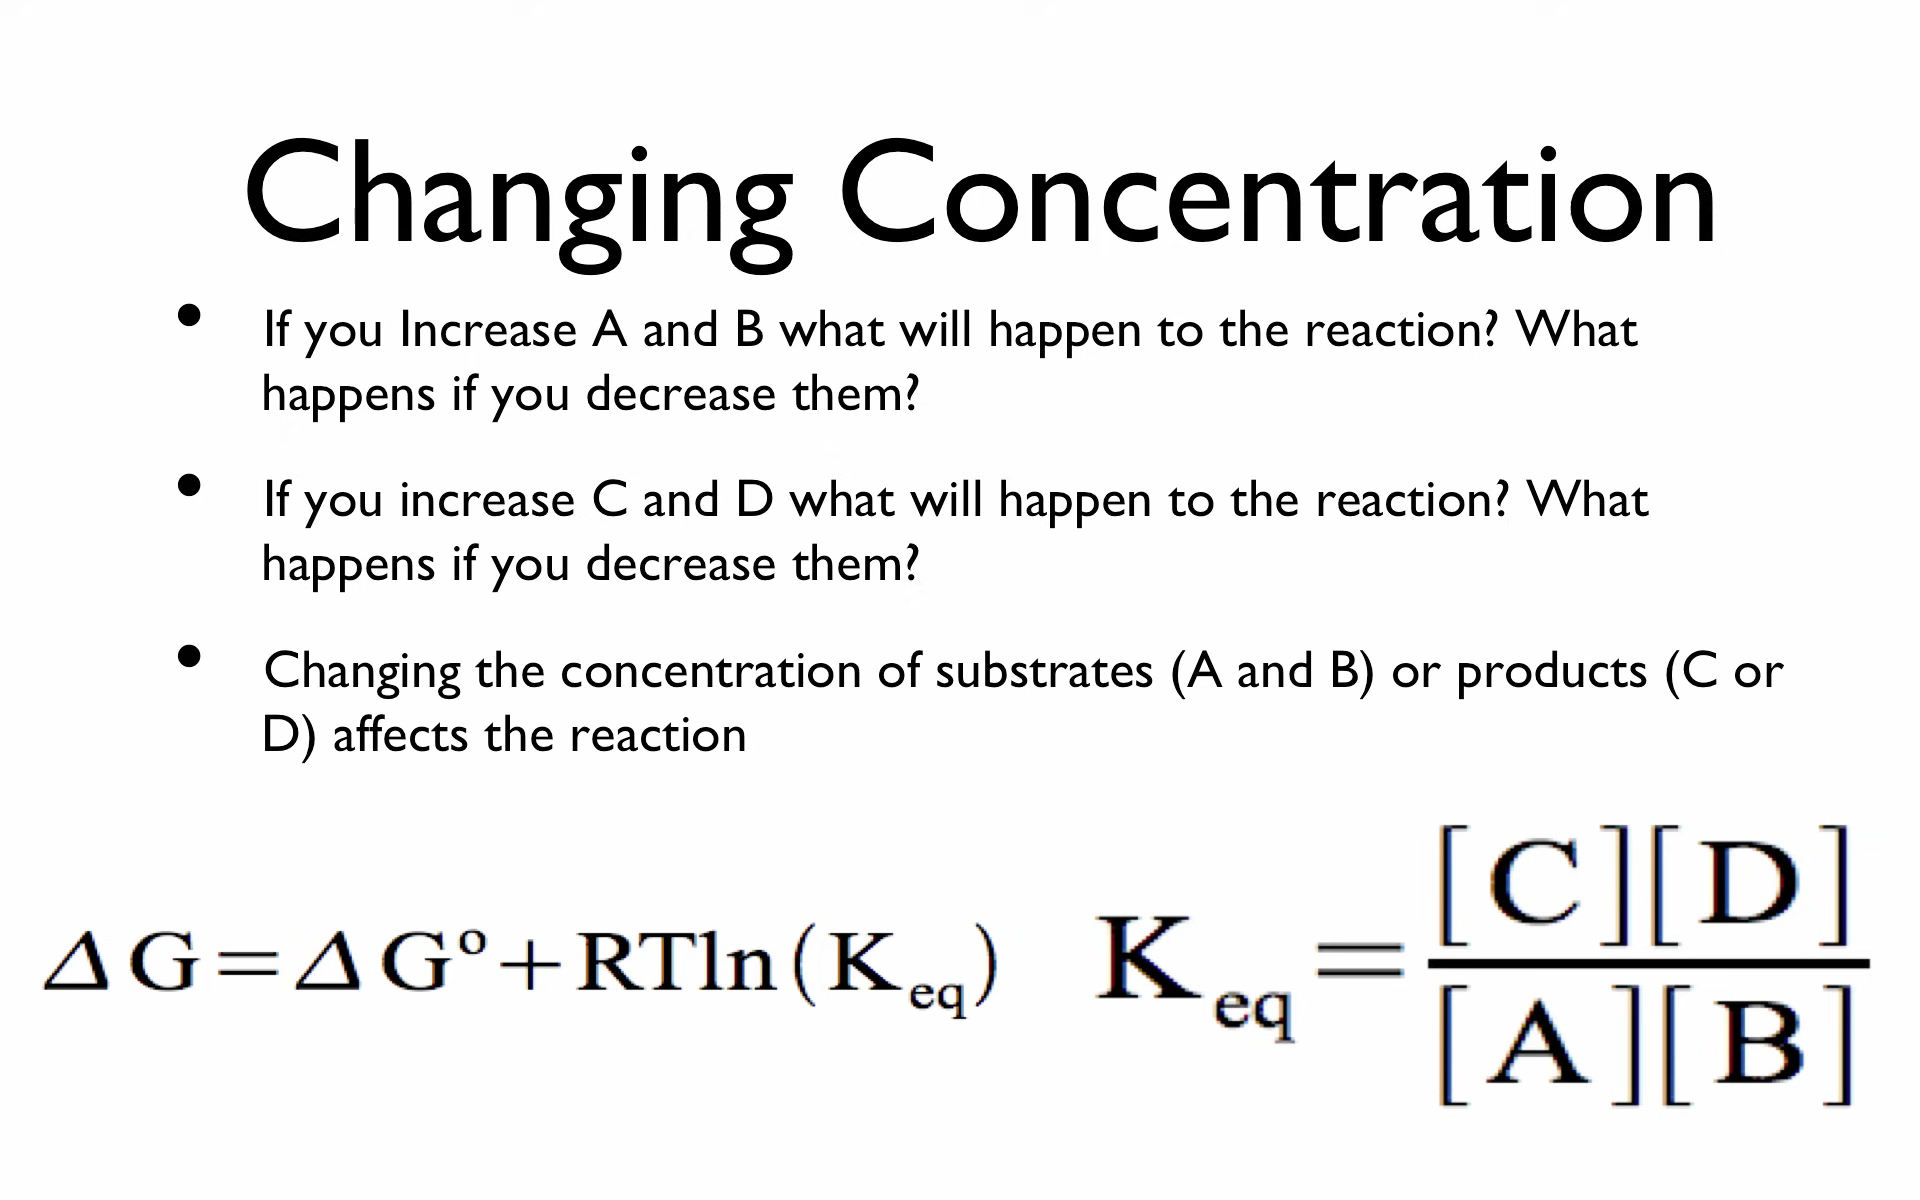 Changing Concentration
• If you Increase A and B what will happen to the reaction? What
happens if you decrease them?
• If you increase C and D what will happen to the reaction? What
happens if you decrease them?
• Changing the concentration of substrates (A and B) or products (C or
D) affects the reaction
ΔG=ΔG°+RTln(K_eq) K_eq=[C][D]/[A][B]